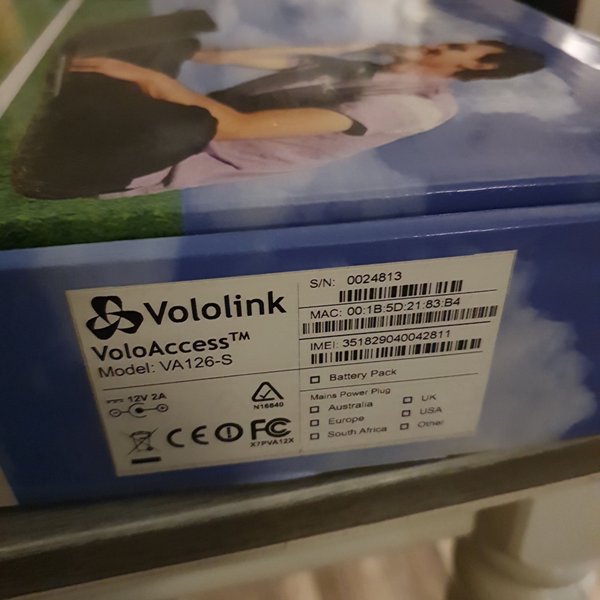 Vololink
VoloAccess™
Model: VA126-S
12V 2A
N16840
CE FC
X7PVA12X
S/N: 0024813
MAC: 00:1B:5D:21:83:B4
IMEI: 351829040042811
Battery Pack
Mains Power Plug
Australia UK
Europe USA
South Africa Other